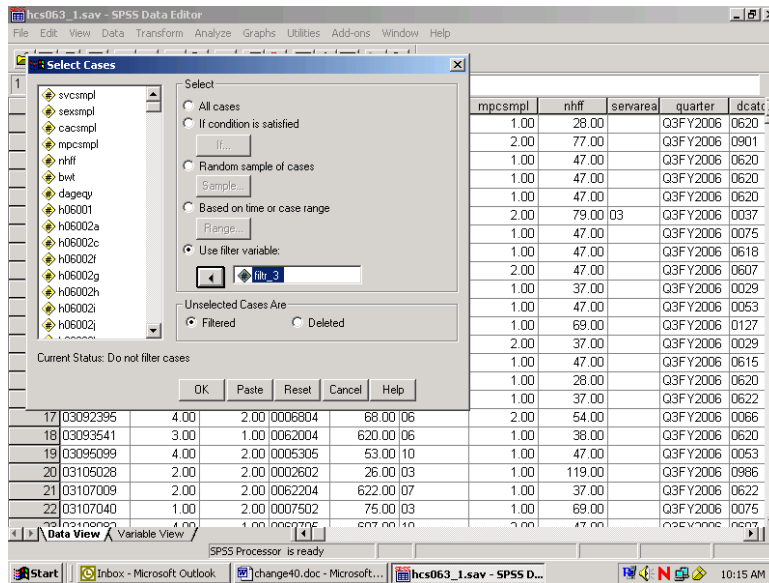 hcs063_1.sav - SPSS Data Editor
File Edit View Data Transform Analyze Graphs Utilities Add-ons Window Help
Select Cases
1
svcsmpl
sexsmpl
cacsmpl
mpcsmpl
nhff
bwt
dageqy
h06001
h06002a
h06002c
h06002f
h06002g
h06002h
h06002i
h06002j
Select
All cases
If condition is satisfied
If...
Random sample of cases
Sample...
Based on time or case range
Range...
Use filter variable:
filtr_3
Unselected Cases Are
Filtered Deleted
Current Status: Do not filter cases
OK Paste Reset Cancel Help
mpcsmpl nhff servarea quarter dcatc
1.00 28.00 Q3FY2006 0620
2.00 77.00 Q3FY2006 0901
1.00 47.00 Q3FY2006 0620
1.00 47.00 Q3FY2006 0620
1.00 47.00 Q3FY2006 0620
2.00 79.00 03 Q3FY2006 0037
1.00 47.00 Q3FY2006 0075
1.00 47.00 Q3FY2006 0618
2.00 47.00 Q3FY2006 0607
1.00 37.00 Q3FY2006 0029
1.00 47.00 Q3FY2006 0053
1.00 69.00 Q3FY2006 0127
2.00 37.00 Q3FY2006 0029
1.00 47.00 Q3FY2006 0615
1.00 28.00 Q3FY2006 0620
1.00 37.00 Q3FY2006 0622
17 03092395 4.00 2.00 0006804 68.00 06 2.00 54.00 Q3FY2006 0066
18 03093541 3.00 1.00 0062004 620.00 06 1.00 38.00 Q3FY2006 0620
19 03095099 4.00 2.00 0005305 53.00 10 1.00 47.00 Q3FY2006 0053
20 03105028 2.00 2.00 0002602 26.00 03 1.00 119.00 Q3FY2006 0986
21 03107009 2.00 2.00 0062204 622.00 07 1.00 37.00 Q3FY2006 0622
22 03107040 1.00 2.00 0007502 75.00 03 1.00 69.00 Q3FY2006 0075
Data View Variable View
SPSS Processor is ready
Start Inbox - Microsoft Outlook change40.doc - Microsoft... hcs063_1.sav - SPSS D... 10:15 AM